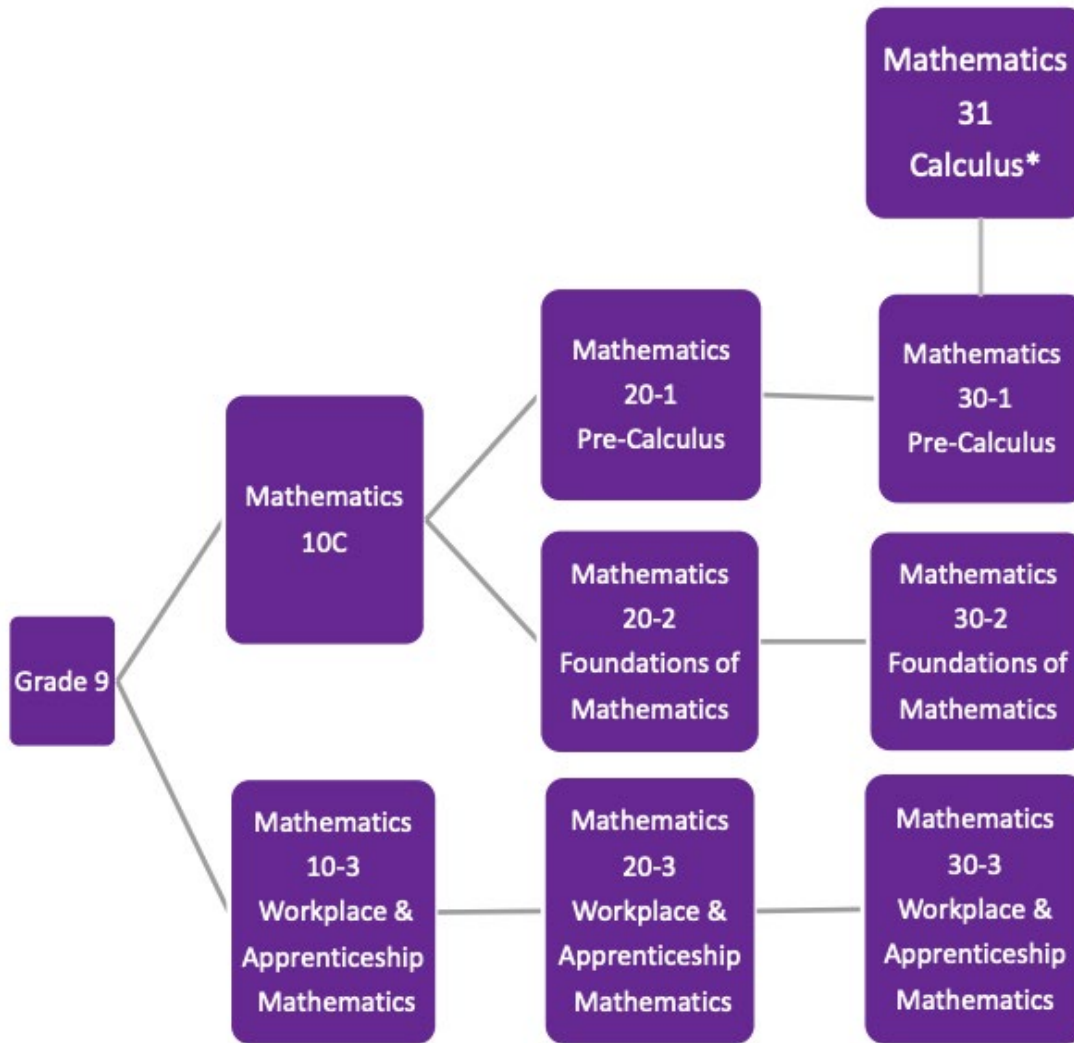 Mathematics
31
Calculus*
Mathematics
20-1
Pre-Calculus
Mathematics
30-1
Pre-Calculus
Mathematics
10C
Mathematics
20-2
Foundations of
Mathematics
Mathematics
30-2
Foundations of
Mathematics
Grade 9
Mathematics
10-3
Workplace &
Apprenticeship
Mathematics
Mathematics
20-3
Workplace &
Apprenticeship
Mathematics
Mathematics
30-3
Workplace &
Apprenticeship
Mathematics